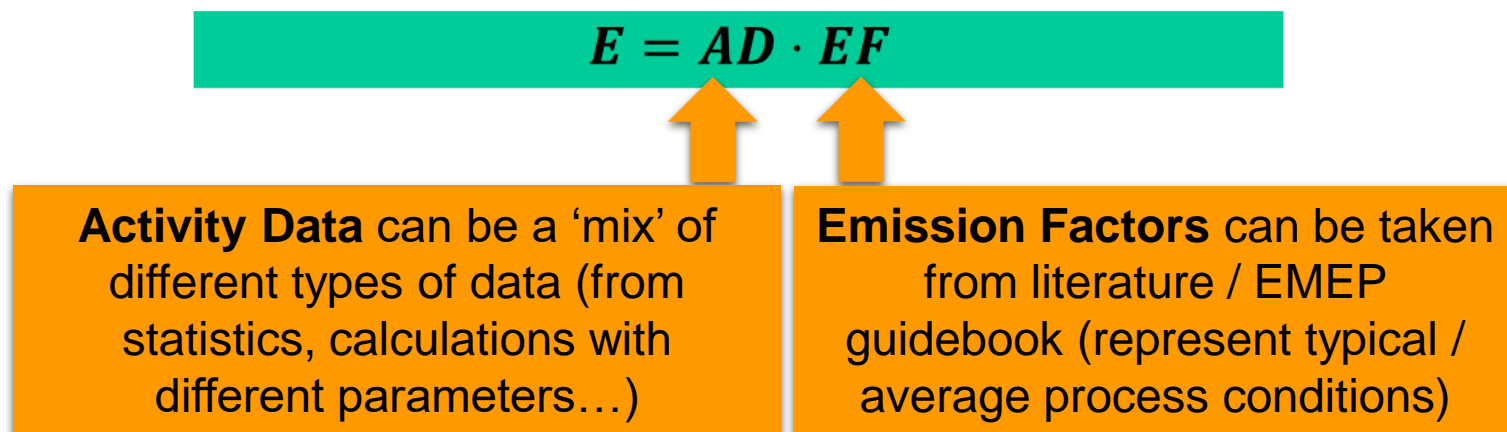 E = AD · EF
Activity Data can be a ‘mix’ of
different types of data (from
statistics, calculations with
different parameters…)
Emission Factors can be taken
from literature / EMEP
guidebook (represent typical /
average process conditions)